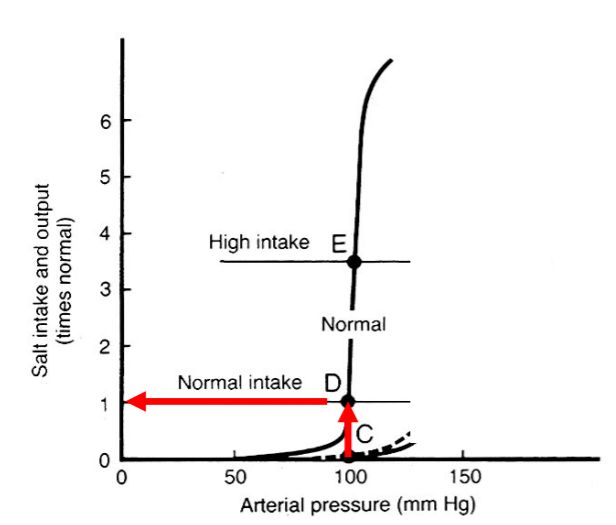 6
5
High intake E
4
3
Normal
2
Normal intake D
1
C
0
0 50 100 150
Salt intake and output
(times normal)
Arterial pressure (mm Hg)